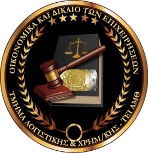 ΟΙΚΟΝΟΜΙΚΑ ΚΑΙ ΔΙΚΑΙΟ ΤΩΝ ΕΠΙΧΕΙΡΗΣΕΩΝ
ΤΜΗΜΑ ΛΟΓΙΣΤΙΚΗΣ & ΧΡΗΜ/ΚΗΣ - ΤΕΙ ΑΜΘ